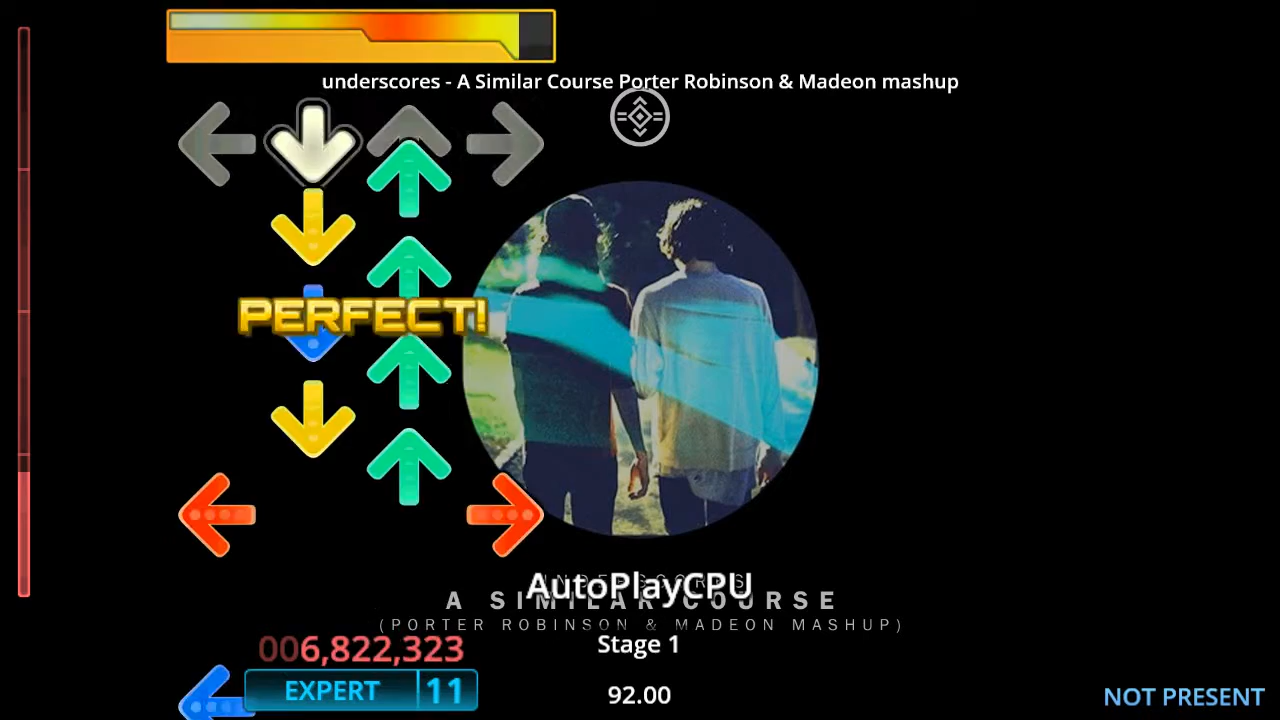 underscores - A Similar Course Porter Robinson & Madeon mashup
PERFECT!
UNDERSCORES
AutoPlayCPU
A SIMILAR COURSE
(PORTER ROBINSON & MADEON MASHUP)
006,822,323
Stage 1
EXPERT 11
92.00
NOT PRESENT